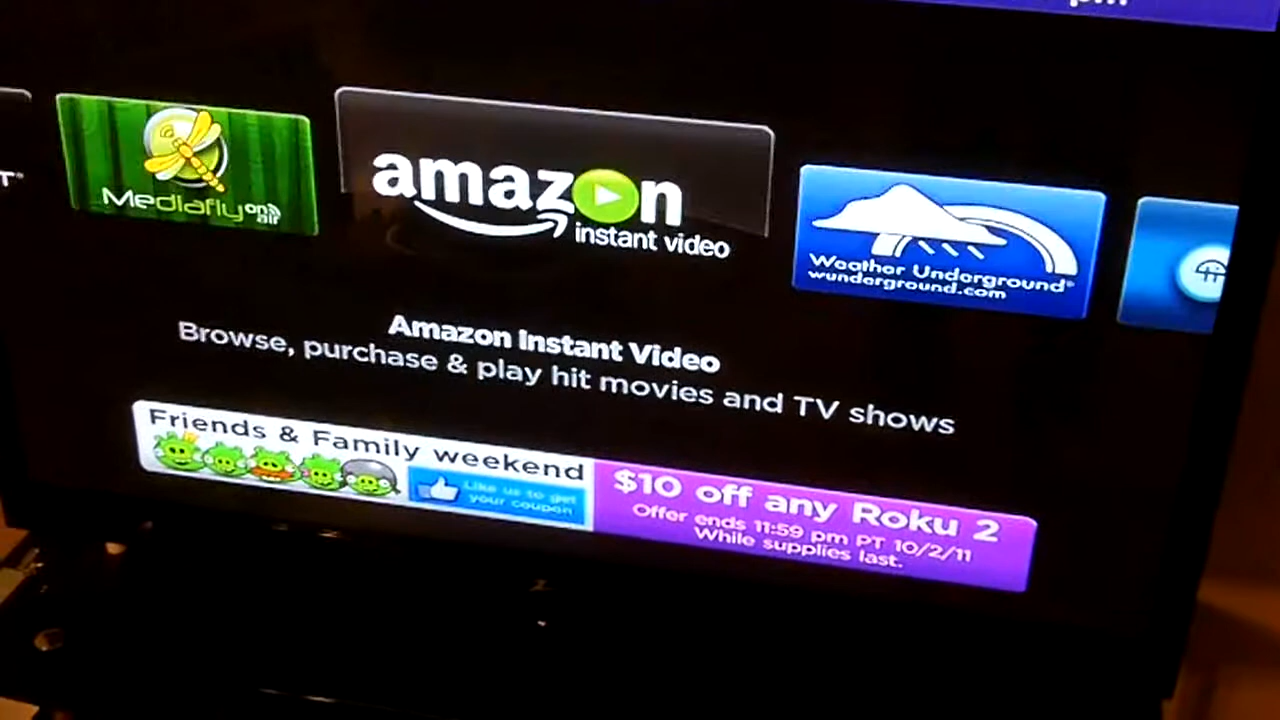 Mediafly on air
amazon
instant video
Weather Underground®
wunderground.com
Amazon Instant Video
Browse, purchase & play hit movies and TV shows
Friends & Family weekend
Like us to get
your coupon
$10 off any Roku 2
Offer ends 11:59 pm PT 10/2/11
While supplies last.